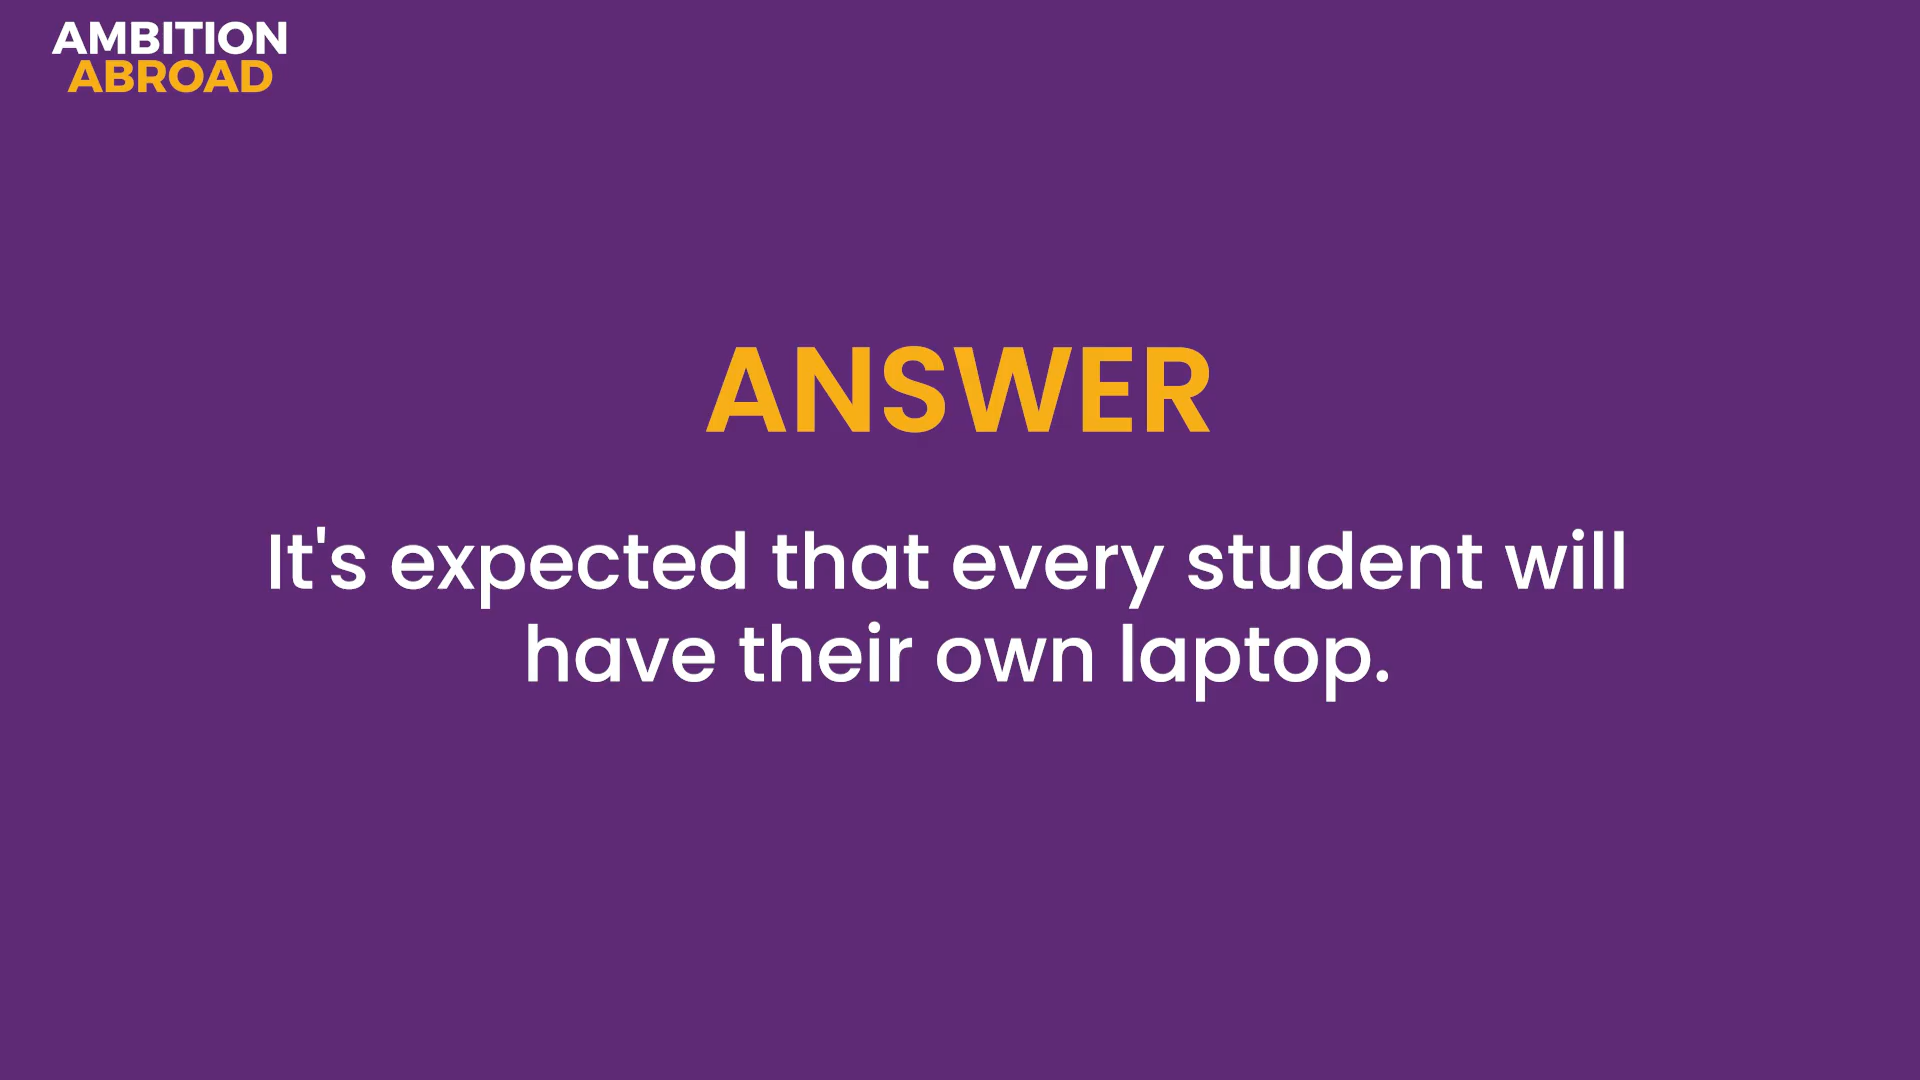 AMBITION
ABROAD
ANSWER
It's expected that every student will
have their own laptop.